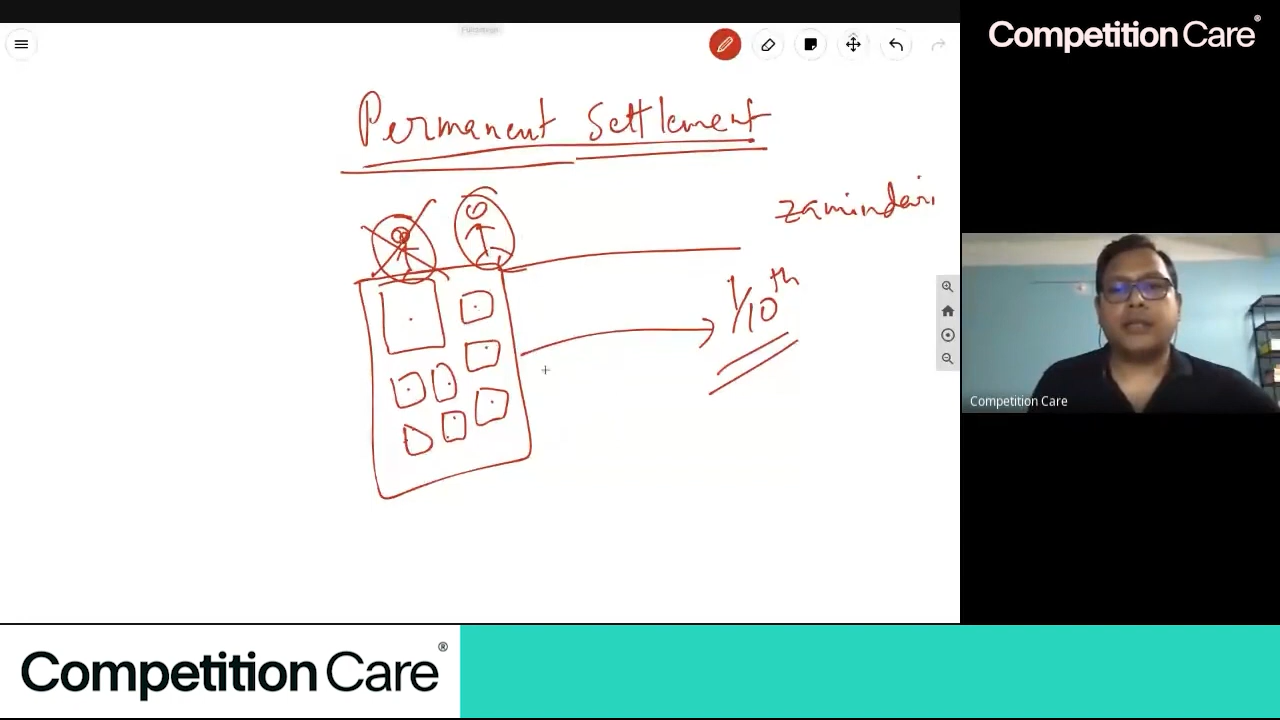 Competition Care®
Permanent Settlement
zamindari
1/10th
Competition Care
Competition Care®